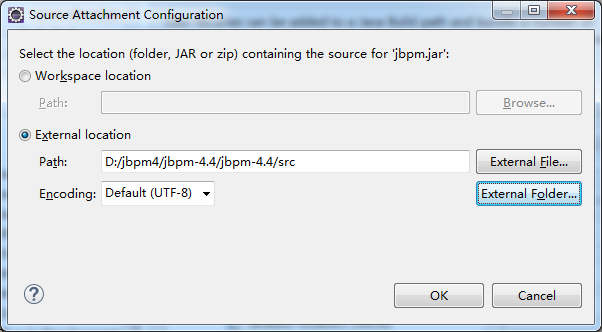 Source Attachment Configuration
Select the location (folder, JAR or zip) containing the source for 'jbpm.jar':
Workspace location
Path:
Browse...
External location
Path: D:/jbpm4/jbpm-4.4/jbpm-4.4/src External File...
Encoding: Default (UTF-8) External Folder...
?
OK Cancel